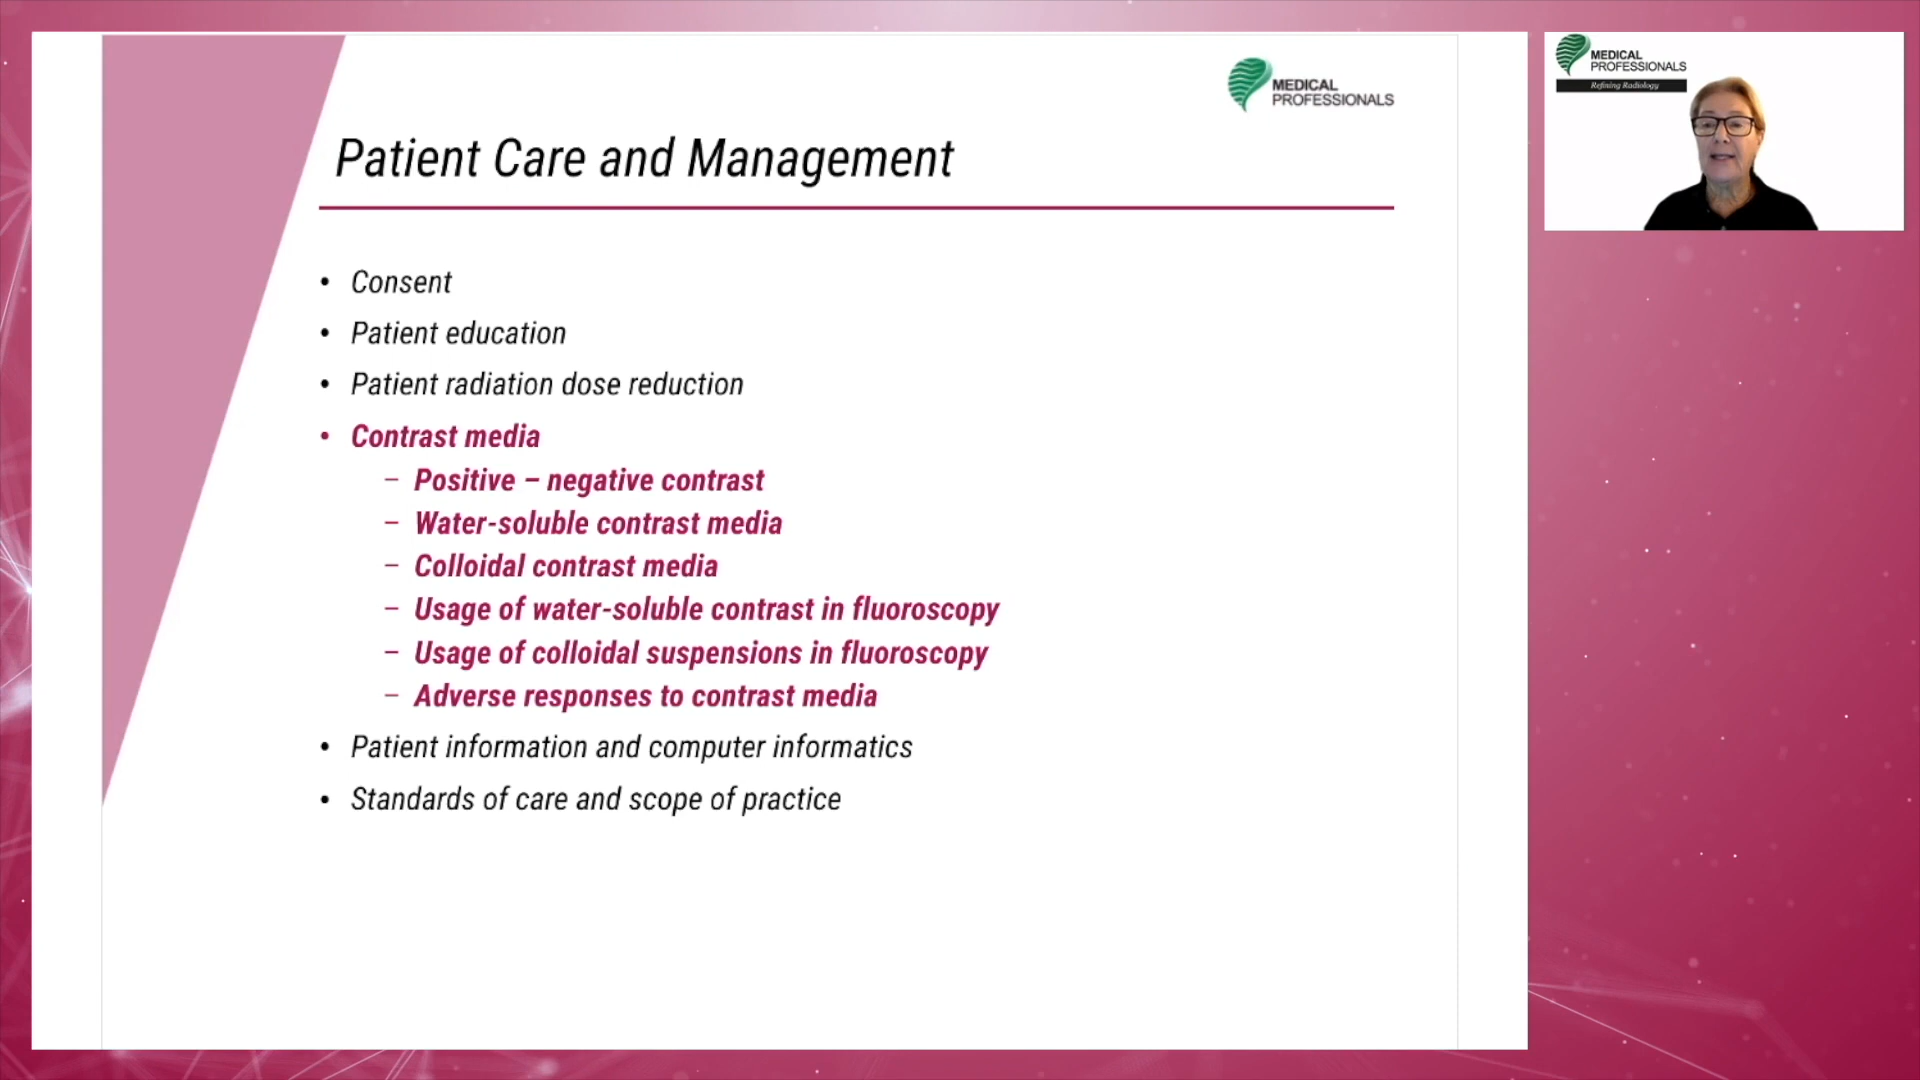 MEDICAL
PROFESSIONALS
Patient Care and Management
• Consent
• Patient education
• Patient radiation dose reduction
• Contrast media
– Positive – negative contrast
– Water-soluble contrast media
– Colloidal contrast media
– Usage of water-soluble contrast in fluoroscopy
– Usage of colloidal suspensions in fluoroscopy
– Adverse responses to contrast media
• Patient information and computer informatics
• Standards of care and scope of practice
MEDICAL
PROFESSIONALS
Refining Radiology